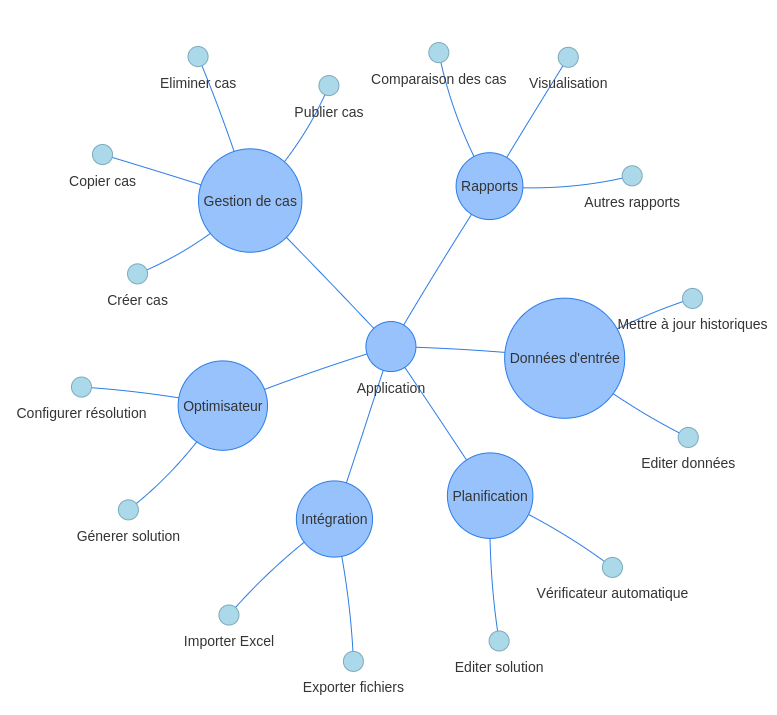 Comparaison des cas
Eliminer cas
Visualisation
Publier cas
Copier cas
Rapports
Gestion de cas
Autres rapports
Créer cas
Mettre à jour historiques
Données d'entrée
Application
Optimisateur
Configurer résolution
Editer données
Planification
Intégration
Génerer solution
Vérificateur automatique
Importer Excel
Editer solution
Exporter fichiers